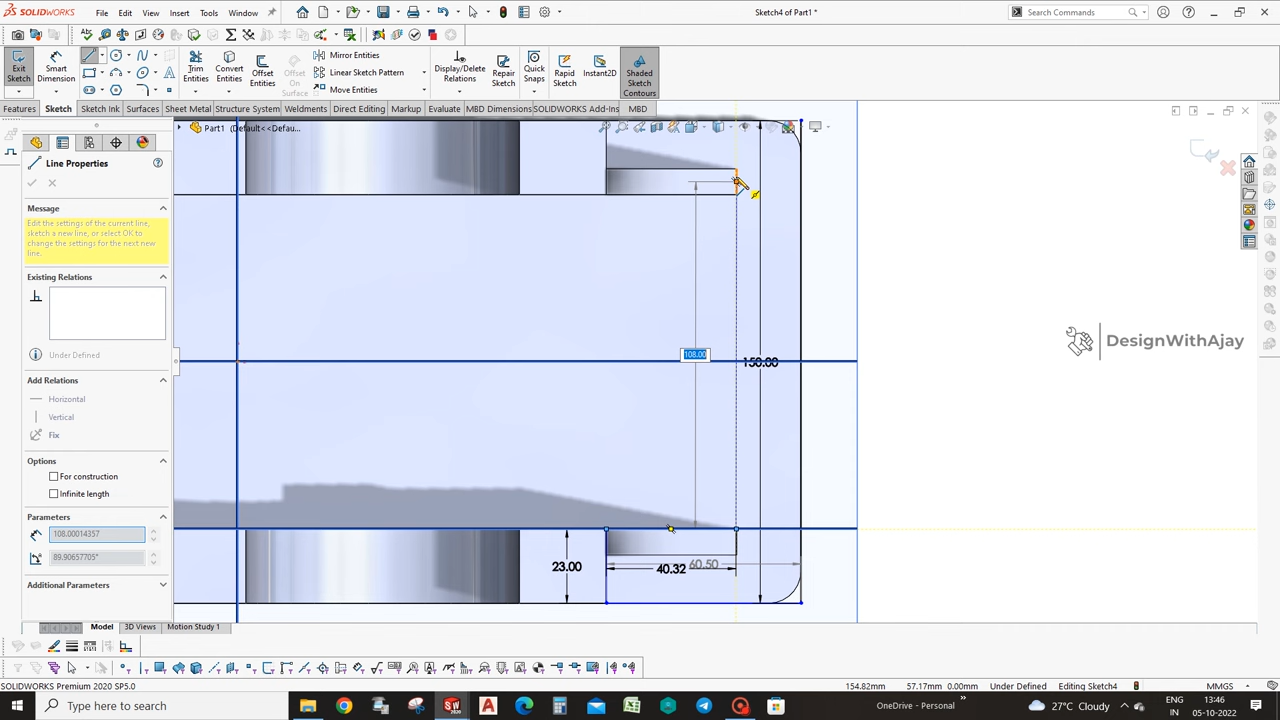 SOLIDWORKS File Edit View Insert Tools Window Sketch4 of Part1 * Search Commands
Exit Sketch Smart Dimension Trim Entities Convert Entities Offset Entities Offset On Surface Mirror Entities Linear Sketch Pattern Move Entities Display/Delete Relations Repair Sketch Quick Snaps Rapid Sketch Instant2D Shaded Sketch Contours
Features Sketch Sketch Ink Surfaces Sheet Metal Structure System Weldments Direct Editing Markup Evaluate MBD Dimensions SOLIDWORKS Add-Ins MBD
Part1 (Default<<Defau...
Line Properties
Message
Edit the settings of the current line,
sketch a new line, or select OK to
change the settings for the next new
line.
Existing Relations
Under Defined
Add Relations
Horizontal
Vertical
Fix
Options
For construction
Infinite length
Parameters
108.00014357
89.90657705°
Additional Parameters
108.00
150.00
23.00
40.32
60.50
DesignWithAjay
Model 3D Views Motion Study 1
SOLIDWORKS Premium 2020 SP5.0 154.82mm 57.17mm 0.00mm Under Defined Editing Sketch4 MMGS
Type here to search OneDrive - Personal 27°C Cloudy ENG IN 13:46 05-10-2022